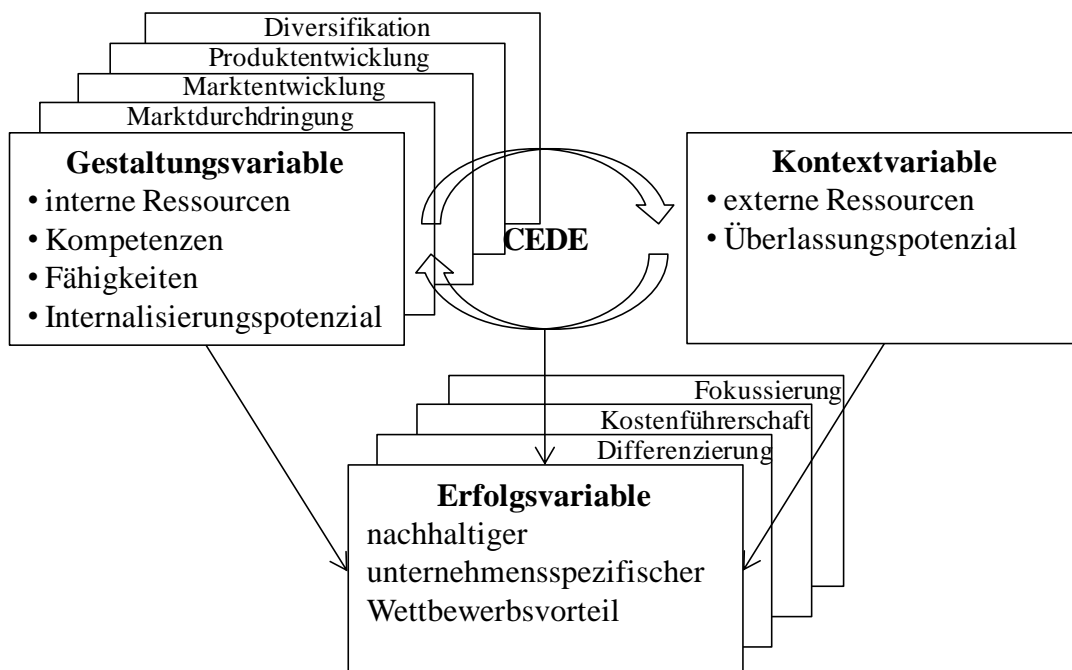 Diversifikation
Produktentwicklung
Marktentwicklung
Marktdurchdringung
Gestaltungsvariable
• interne Ressourcen
• Kompetenzen
• Fähigkeiten
• Internalisierungspotenzial
CEDE
Kontextvariable
• externe Ressourcen
• Überlassungspotenzial
Fokussierung
Kostenführerschaft
Differenzierung
Erfolgsvariable
nachhaltiger
unternehmensspezifischer
Wettbewerbsvorteil